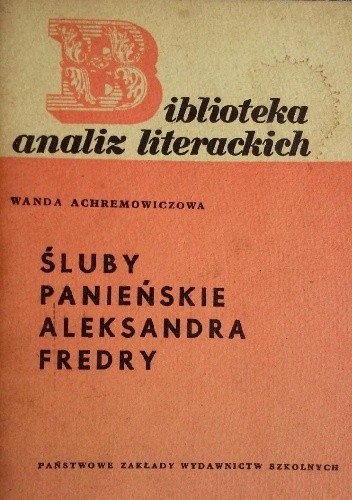 Biblioteka
analiz literackich
WANDA ACHREMOWICZOWA
ŚLUBY
PANIEŃSKIE
ALEKSANDRA
FREDRY
PAŃSTWOWE ZAKŁADY WYDAWNICTW SZKOLNYCH